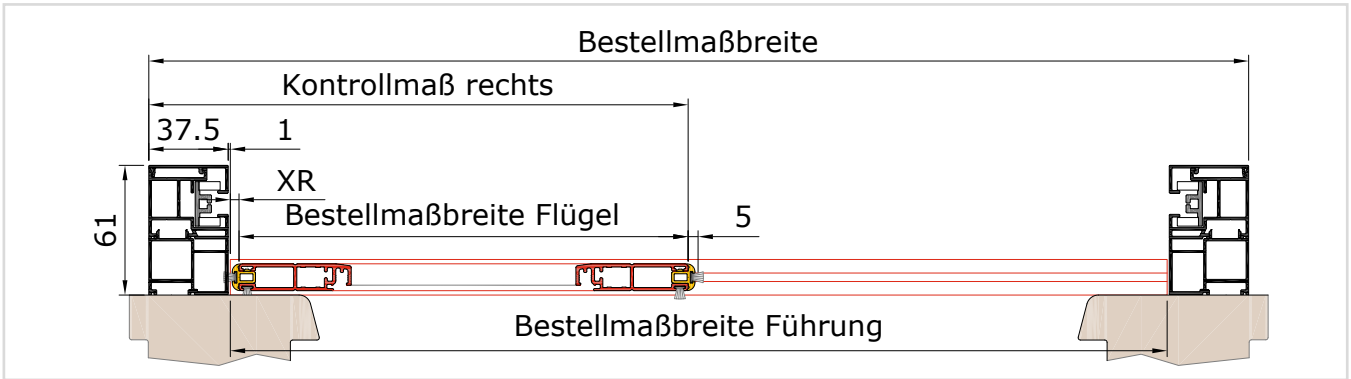 Bestellmaßbreite
Kontrollmaß rechts
37.5 1
XR
Bestellmaßbreite Flügel 5
61
Bestellmaßbreite Führung